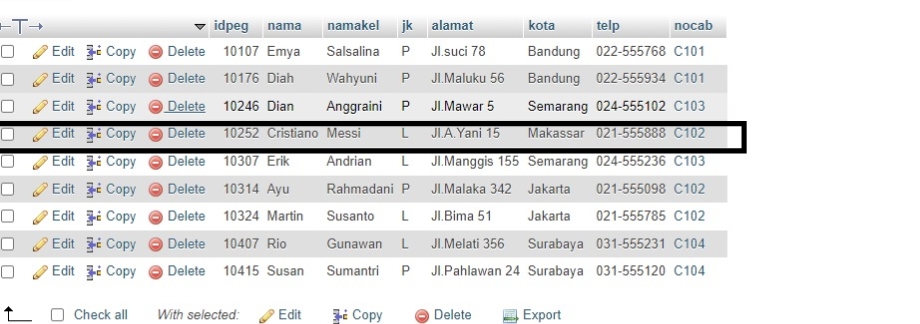 idpeg nama namakel jk alamat kota telp nocab
Edit Copy Delete 10107 Emya Salsalina P Jl.suci 78 Bandung 022-555768 C101
Edit Copy Delete 10176 Diah Wahyuni P Jl.Maluku 56 Bandung 022-555934 C101
Edit Copy Delete 10246 Dian Anggraini P Jl.Mawar 5 Semarang 024-555102 C103
Edit Copy Delete 10252 Cristiano Messi L Jl.A.Yani 15 Makassar 021-555888 C102
Edit Copy Delete 10307 Erik Andrian L Jl.Manggis 155 Semarang 024-555236 C103
Edit Copy Delete 10314 Ayu Rahmadani P Jl.Malaka 342 Jakarta 021-555098 C102
Edit Copy Delete 10324 Martin Susanto L Jl.Bima 51 Jakarta 021-555785 C102
Edit Copy Delete 10407 Rio Gunawan L Jl.Melati 356 Surabaya 031-555231 C104
Edit Copy Delete 10415 Susan Sumantri P Jl.Pahlawan 24 Surabaya 031-555120 C104
Check all With selected: Edit Copy Delete Export